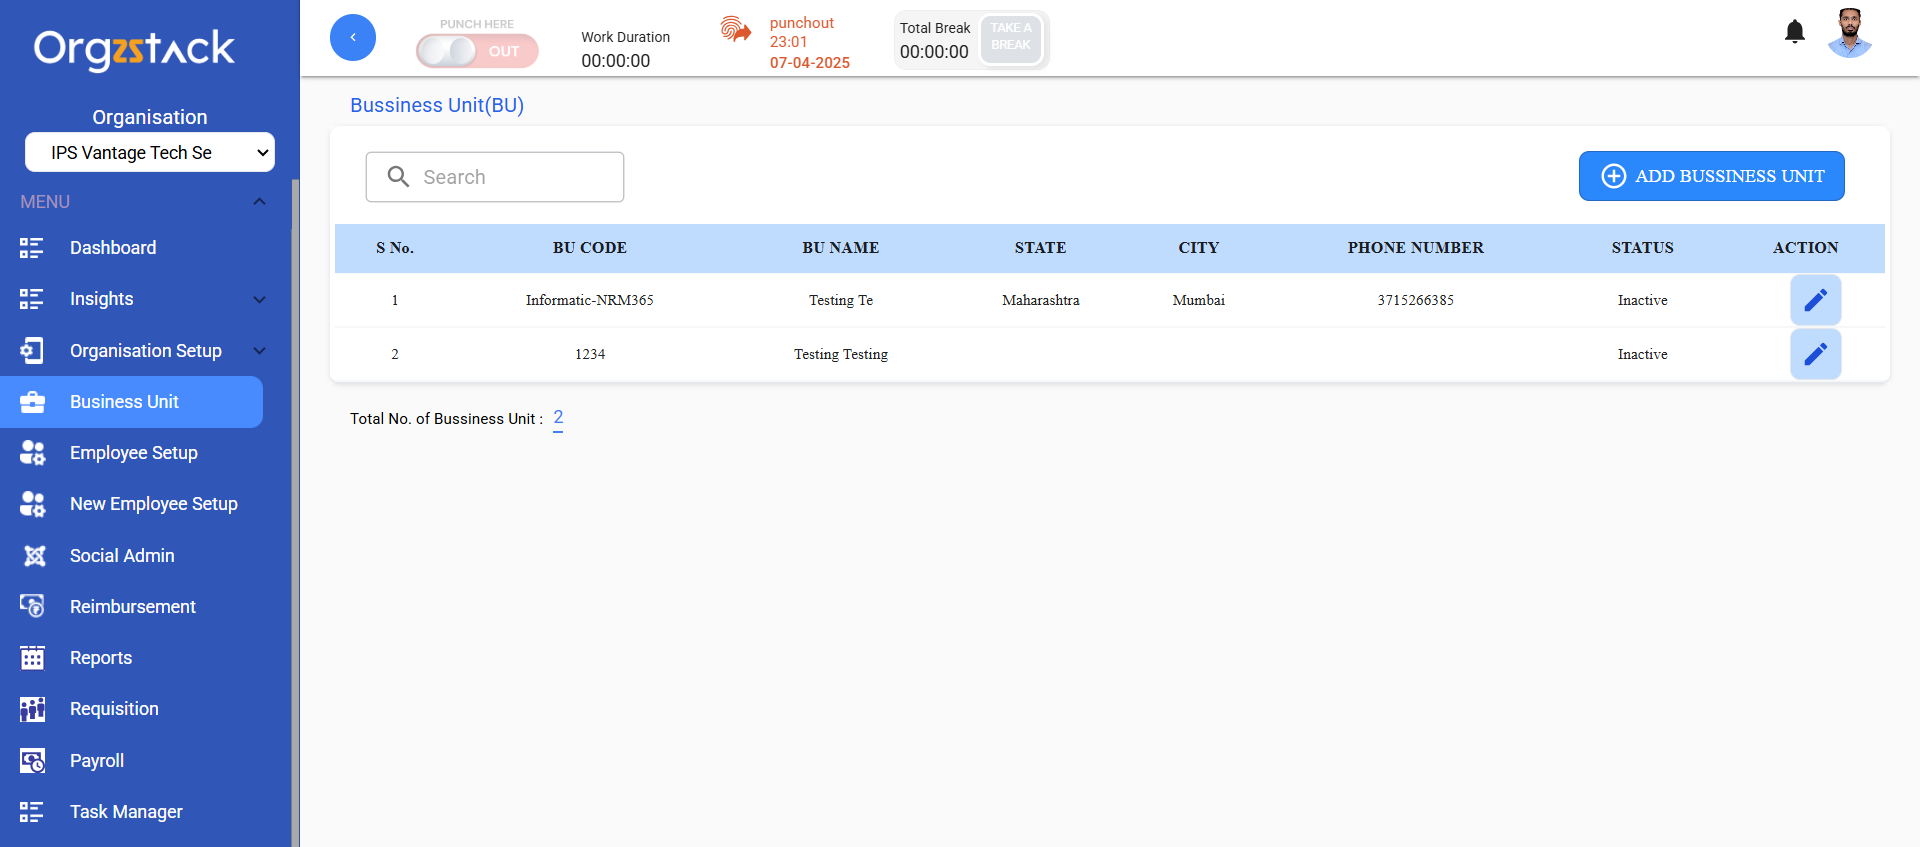 Orgzstack
Organisation
IPS Vantage Tech Se
MENU
Dashboard
Insights
Organisation Setup
Business Unit
Employee Setup
New Employee Setup
Social Admin
Reimbursement
Reports
Requisition
Payroll
Task Manager
PUNCH HERE
OUT
Work Duration
00:00:00
punchout
23:01
07-04-2025
Total Break
00:00:00
TAKE A
BREAK
Bussiness Unit(BU)
Search
ADD BUSSINESS UNIT
S No. BU CODE BU NAME STATE CITY PHONE NUMBER STATUS ACTION
1 Informatic-NRM365 Testing Te Maharashtra Mumbai 3715266385 Inactive
2 1234 Testing Testing Inactive
Total No. of Bussiness Unit : 2